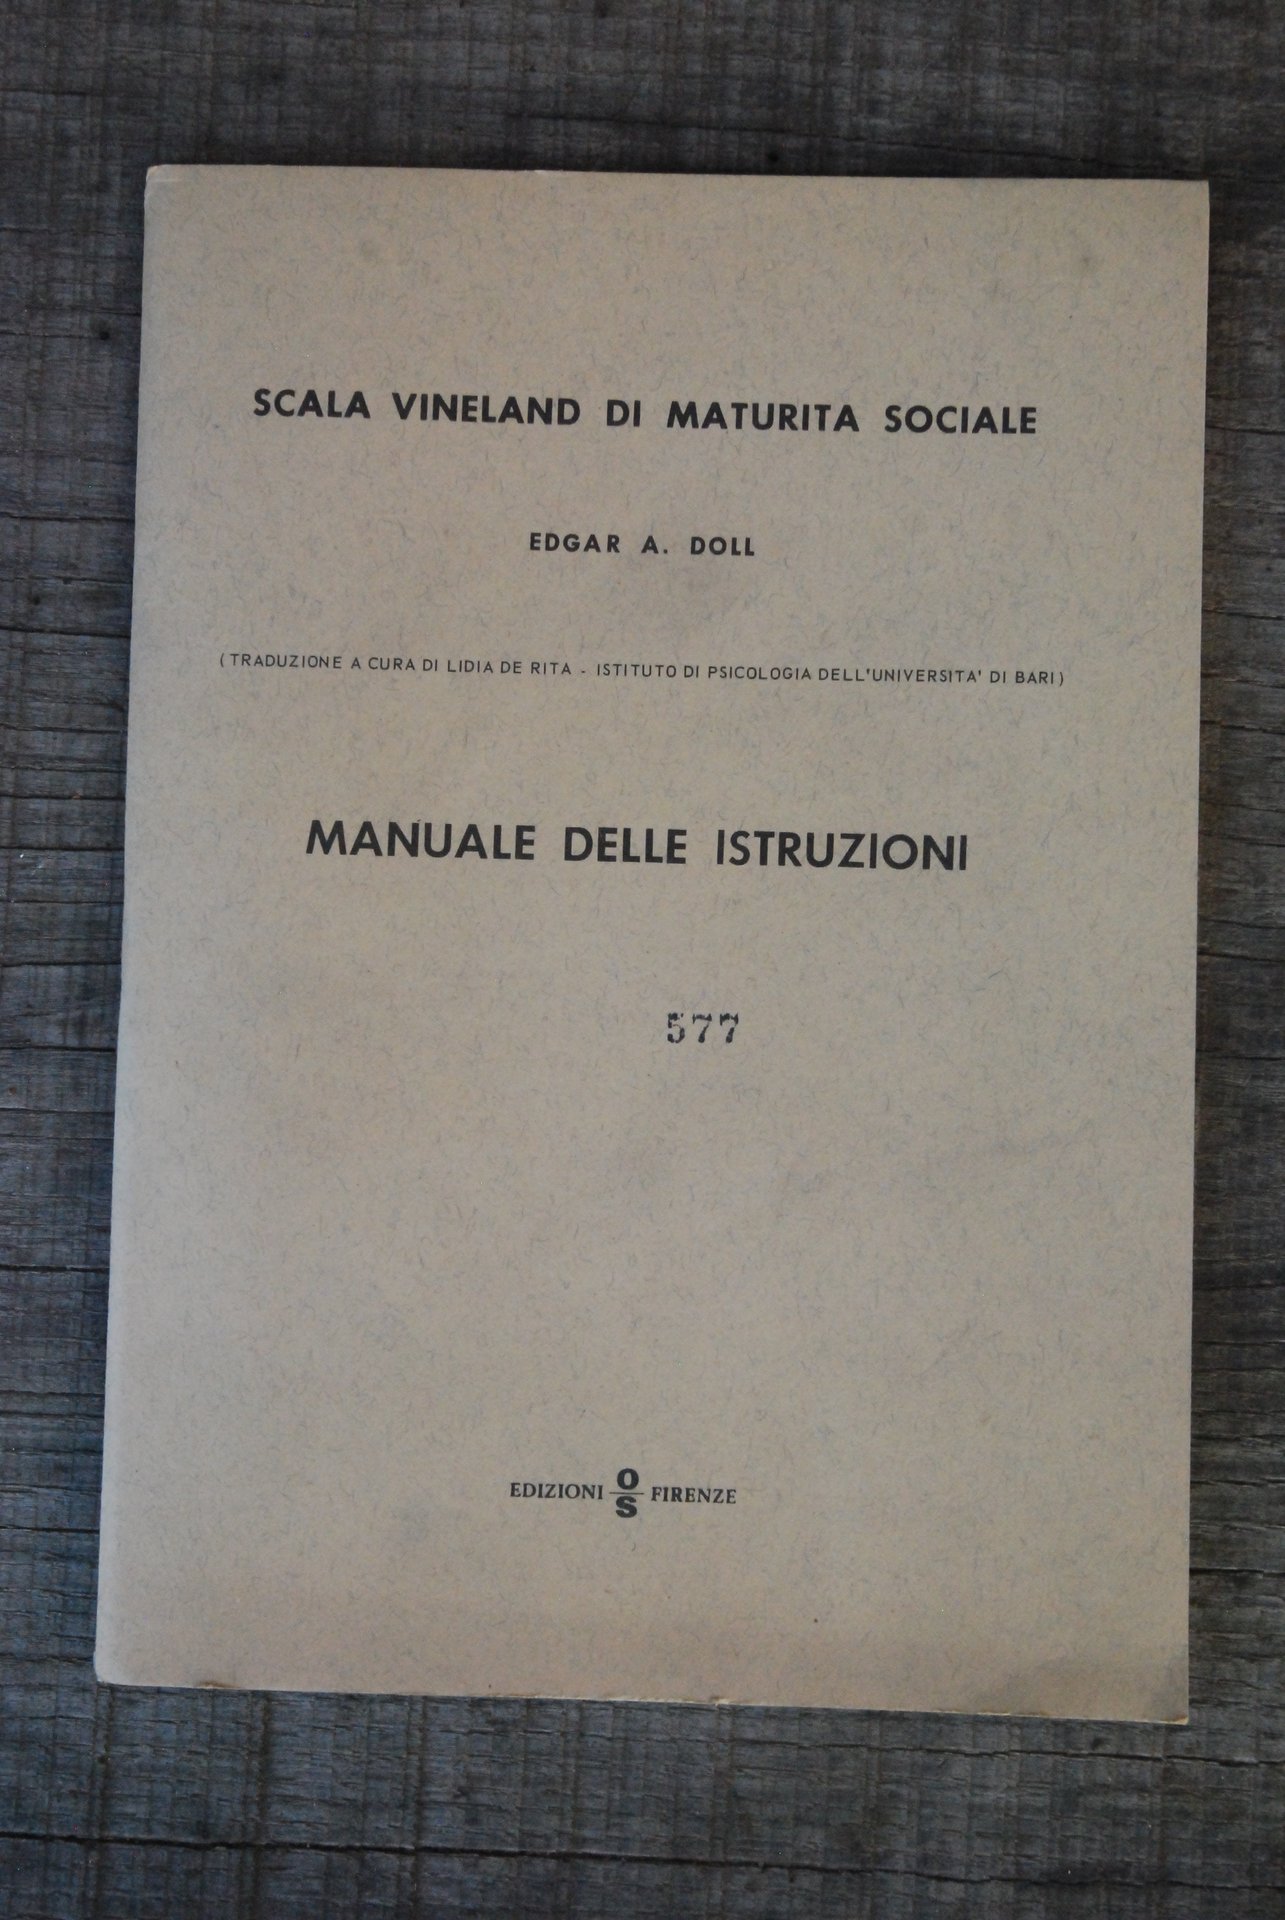 SCALA VINELAND DI MATURITA SOCIALE
EDGAR A. DOLL
(TRADUZIONE A CURA DI LIDIA DE RITA - ISTITUTO DI PSICOLOGIA DELL'UNIVERSITA' DI BARI)
MANUALE DELLE ISTRUZIONI
577
EDIZIONI O/S FIRENZE